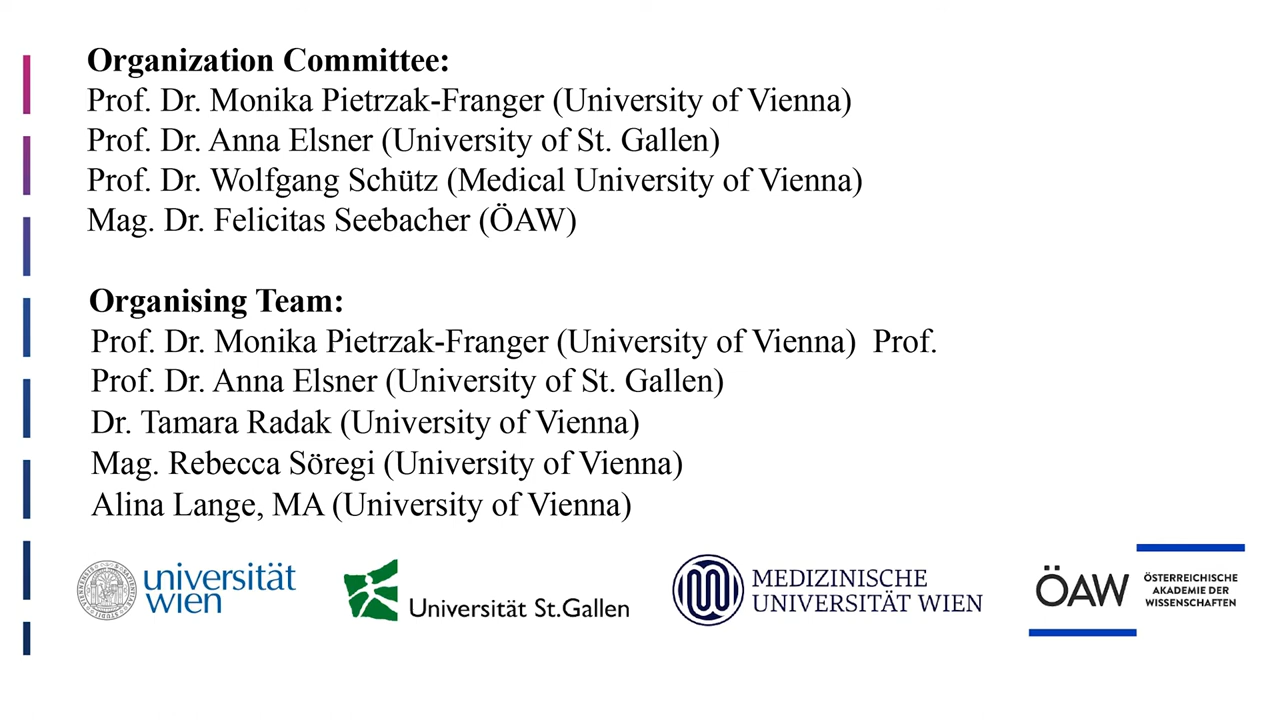 Organization Committee:
Prof. Dr. Monika Pietrzak-Franger (University of Vienna)
Prof. Dr. Anna Elsner (University of St. Gallen)
Prof. Dr. Wolfgang Schütz (Medical University of Vienna)
Mag. Dr. Felicitas Seebacher (ÖAW)
Organising Team:
Prof. Dr. Monika Pietrzak-Franger (University of Vienna)  Prof.
Prof. Dr. Anna Elsner (University of St. Gallen)
Dr. Tamara Radak (University of Vienna)
Mag. Rebecca Söregi (University of Vienna)
Alina Lange, MA (University of Vienna)
universität
wien
Universität St.Gallen
MEDIZINISCHE
UNIVERSITÄT WIEN
ÖAW
ÖSTERREICHISCHE
AKADEMIE DER
WISSENSCHAFTEN